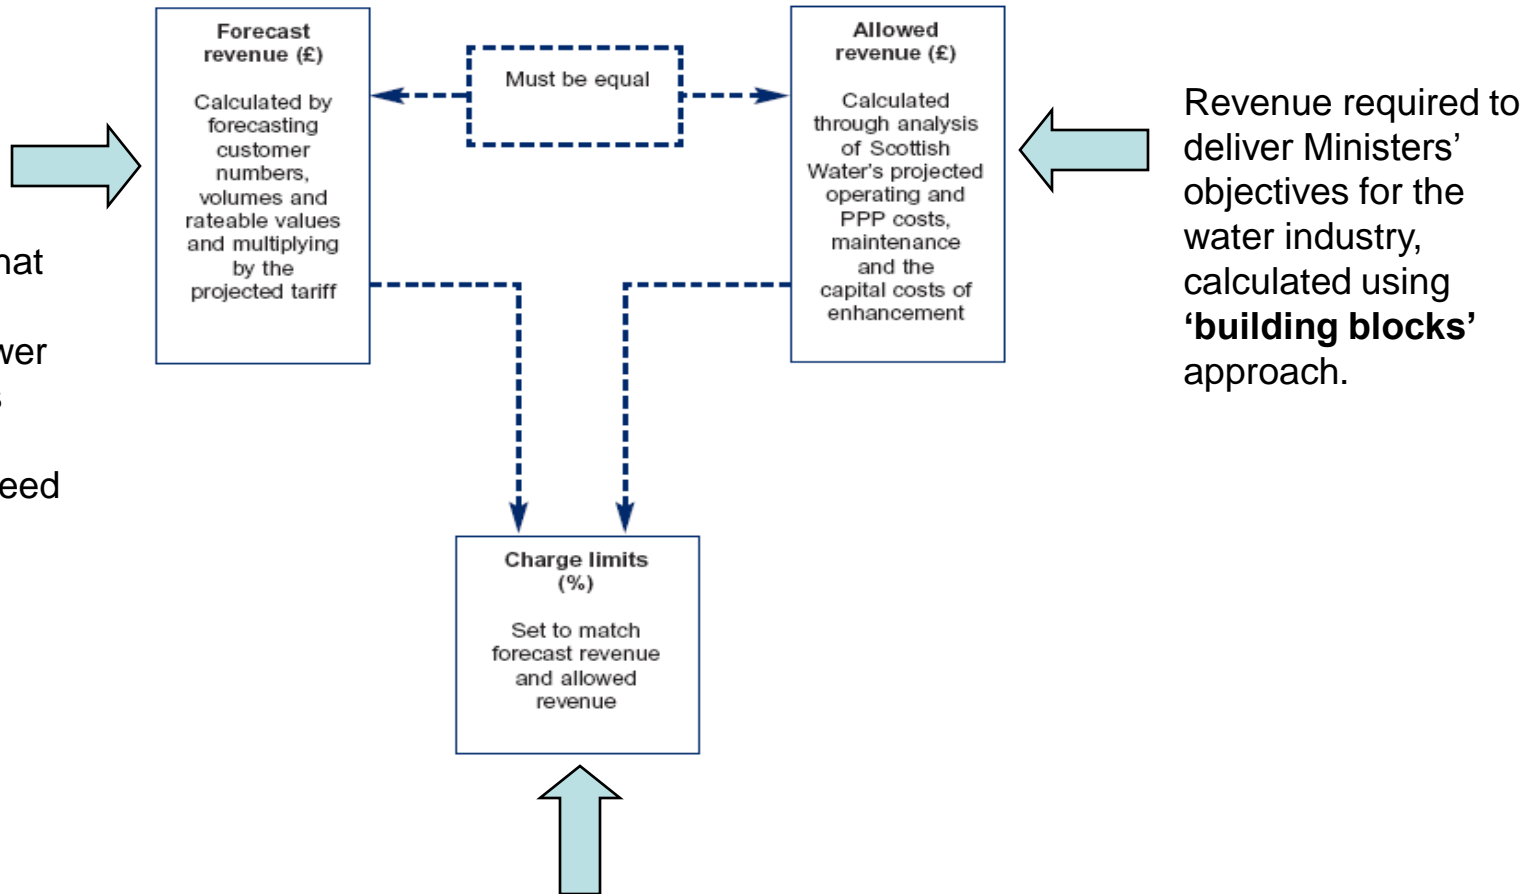 Forecast
revenue (£)
Calculated by
forecasting
customer
numbers,
volumes and
rateable values
and multiplying
by the
projected tariff
Must be equal
Allowed
revenue (£)
Calculated
through analysis
of Scottish
Water's projected
operating and
PPP costs,
maintenance
and the
capital costs of
enhancement
Revenue required to
deliver Ministers’
objectives for the
water industry,
calculated using
‘building blocks’
approach.
Charge limits
(%)
Set to match
forecast revenue
and allowed
revenue